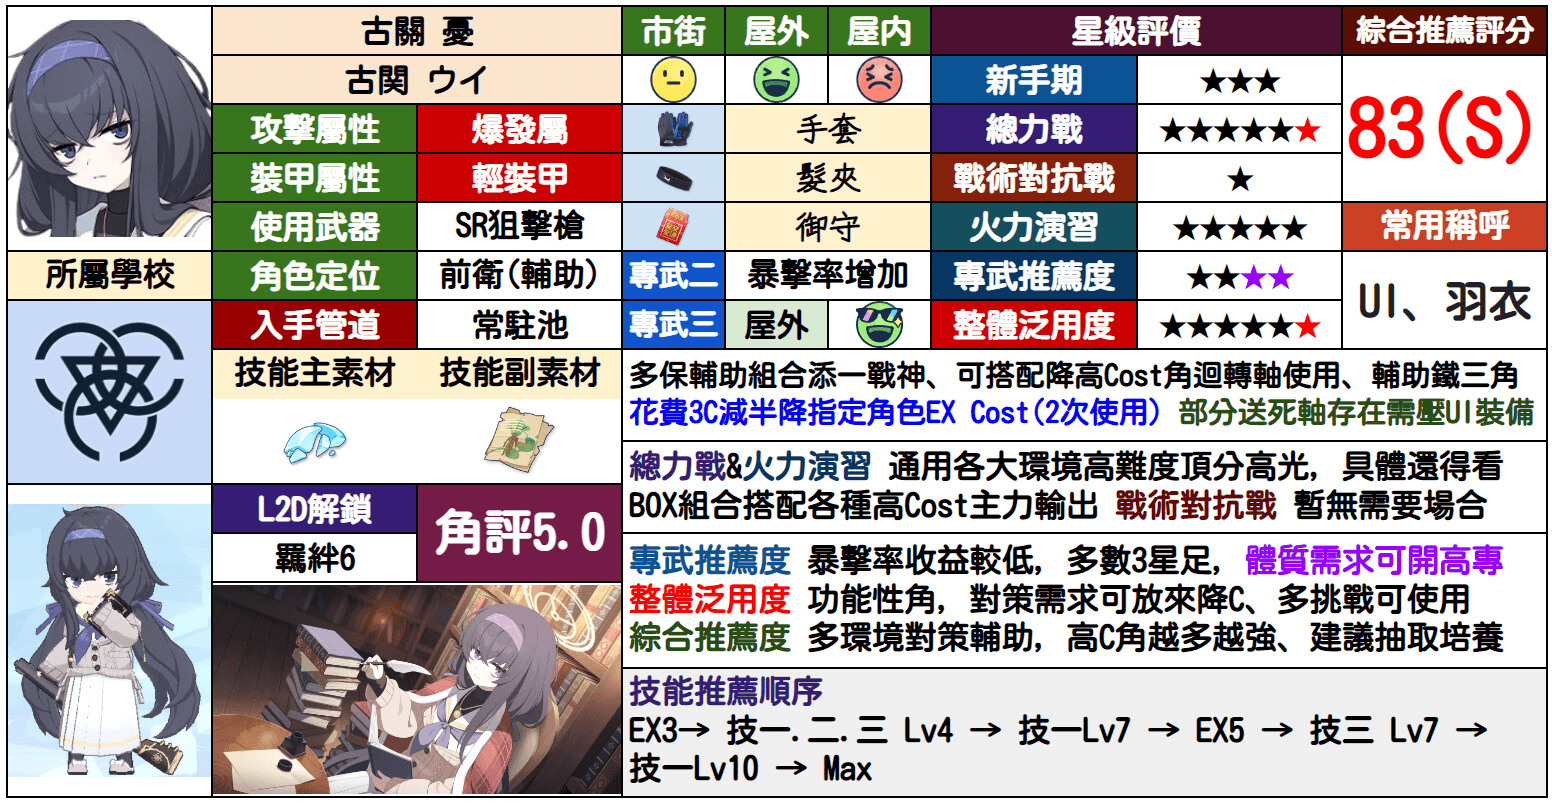 古關 憂
古関 ウイ
市街 屋外 屋内
星級評價
綜合推薦評分
新手期 ★★★
83(S)
攻擊屬性 爆發屬
手套
總力戰 ★★★★★★
裝甲屬性 輕裝甲
髮夾
戰術對抗戰 ★
使用武器 SR狙擊槍
御守
火力演習 ★★★★★
常用稱呼
所屬學校
角色定位 前衛(輔助)
專武二 暴擊率增加
專武推薦度 ★★★★
UI、羽衣
入手管道 常駐池
專武三 屋外
整體泛用度 ★★★★★★
技能主素材 技能副素材
多保輔助組合添一戰神、可搭配降高Cost角迴轉軸使用、輔助鐵三角
花費3C減半降指定角色EX Cost(2次使用) 部分送死軸存在需壓UI裝備
總力戰&火力演習 通用各大環境高難度頂分高光, 具體還得看
BOX組合搭配各種高Cost主力輸出 戰術對抗戰 暫無需要場合
L2D解鎖
羈絆6
角評5.0
專武推薦度 暴擊率收益較低, 多數3星足, 體質需求可開高專
整體泛用度 功能性角, 對策需求可放來降C、多挑戰可使用
綜合推薦度 多環境對策輔助, 高C角越多越強、建議抽取培養
技能推薦順序
EX3→ 技一.二.三 Lv4 → 技一Lv7 → EX5 → 技三 Lv7 →
技一Lv10 → Max